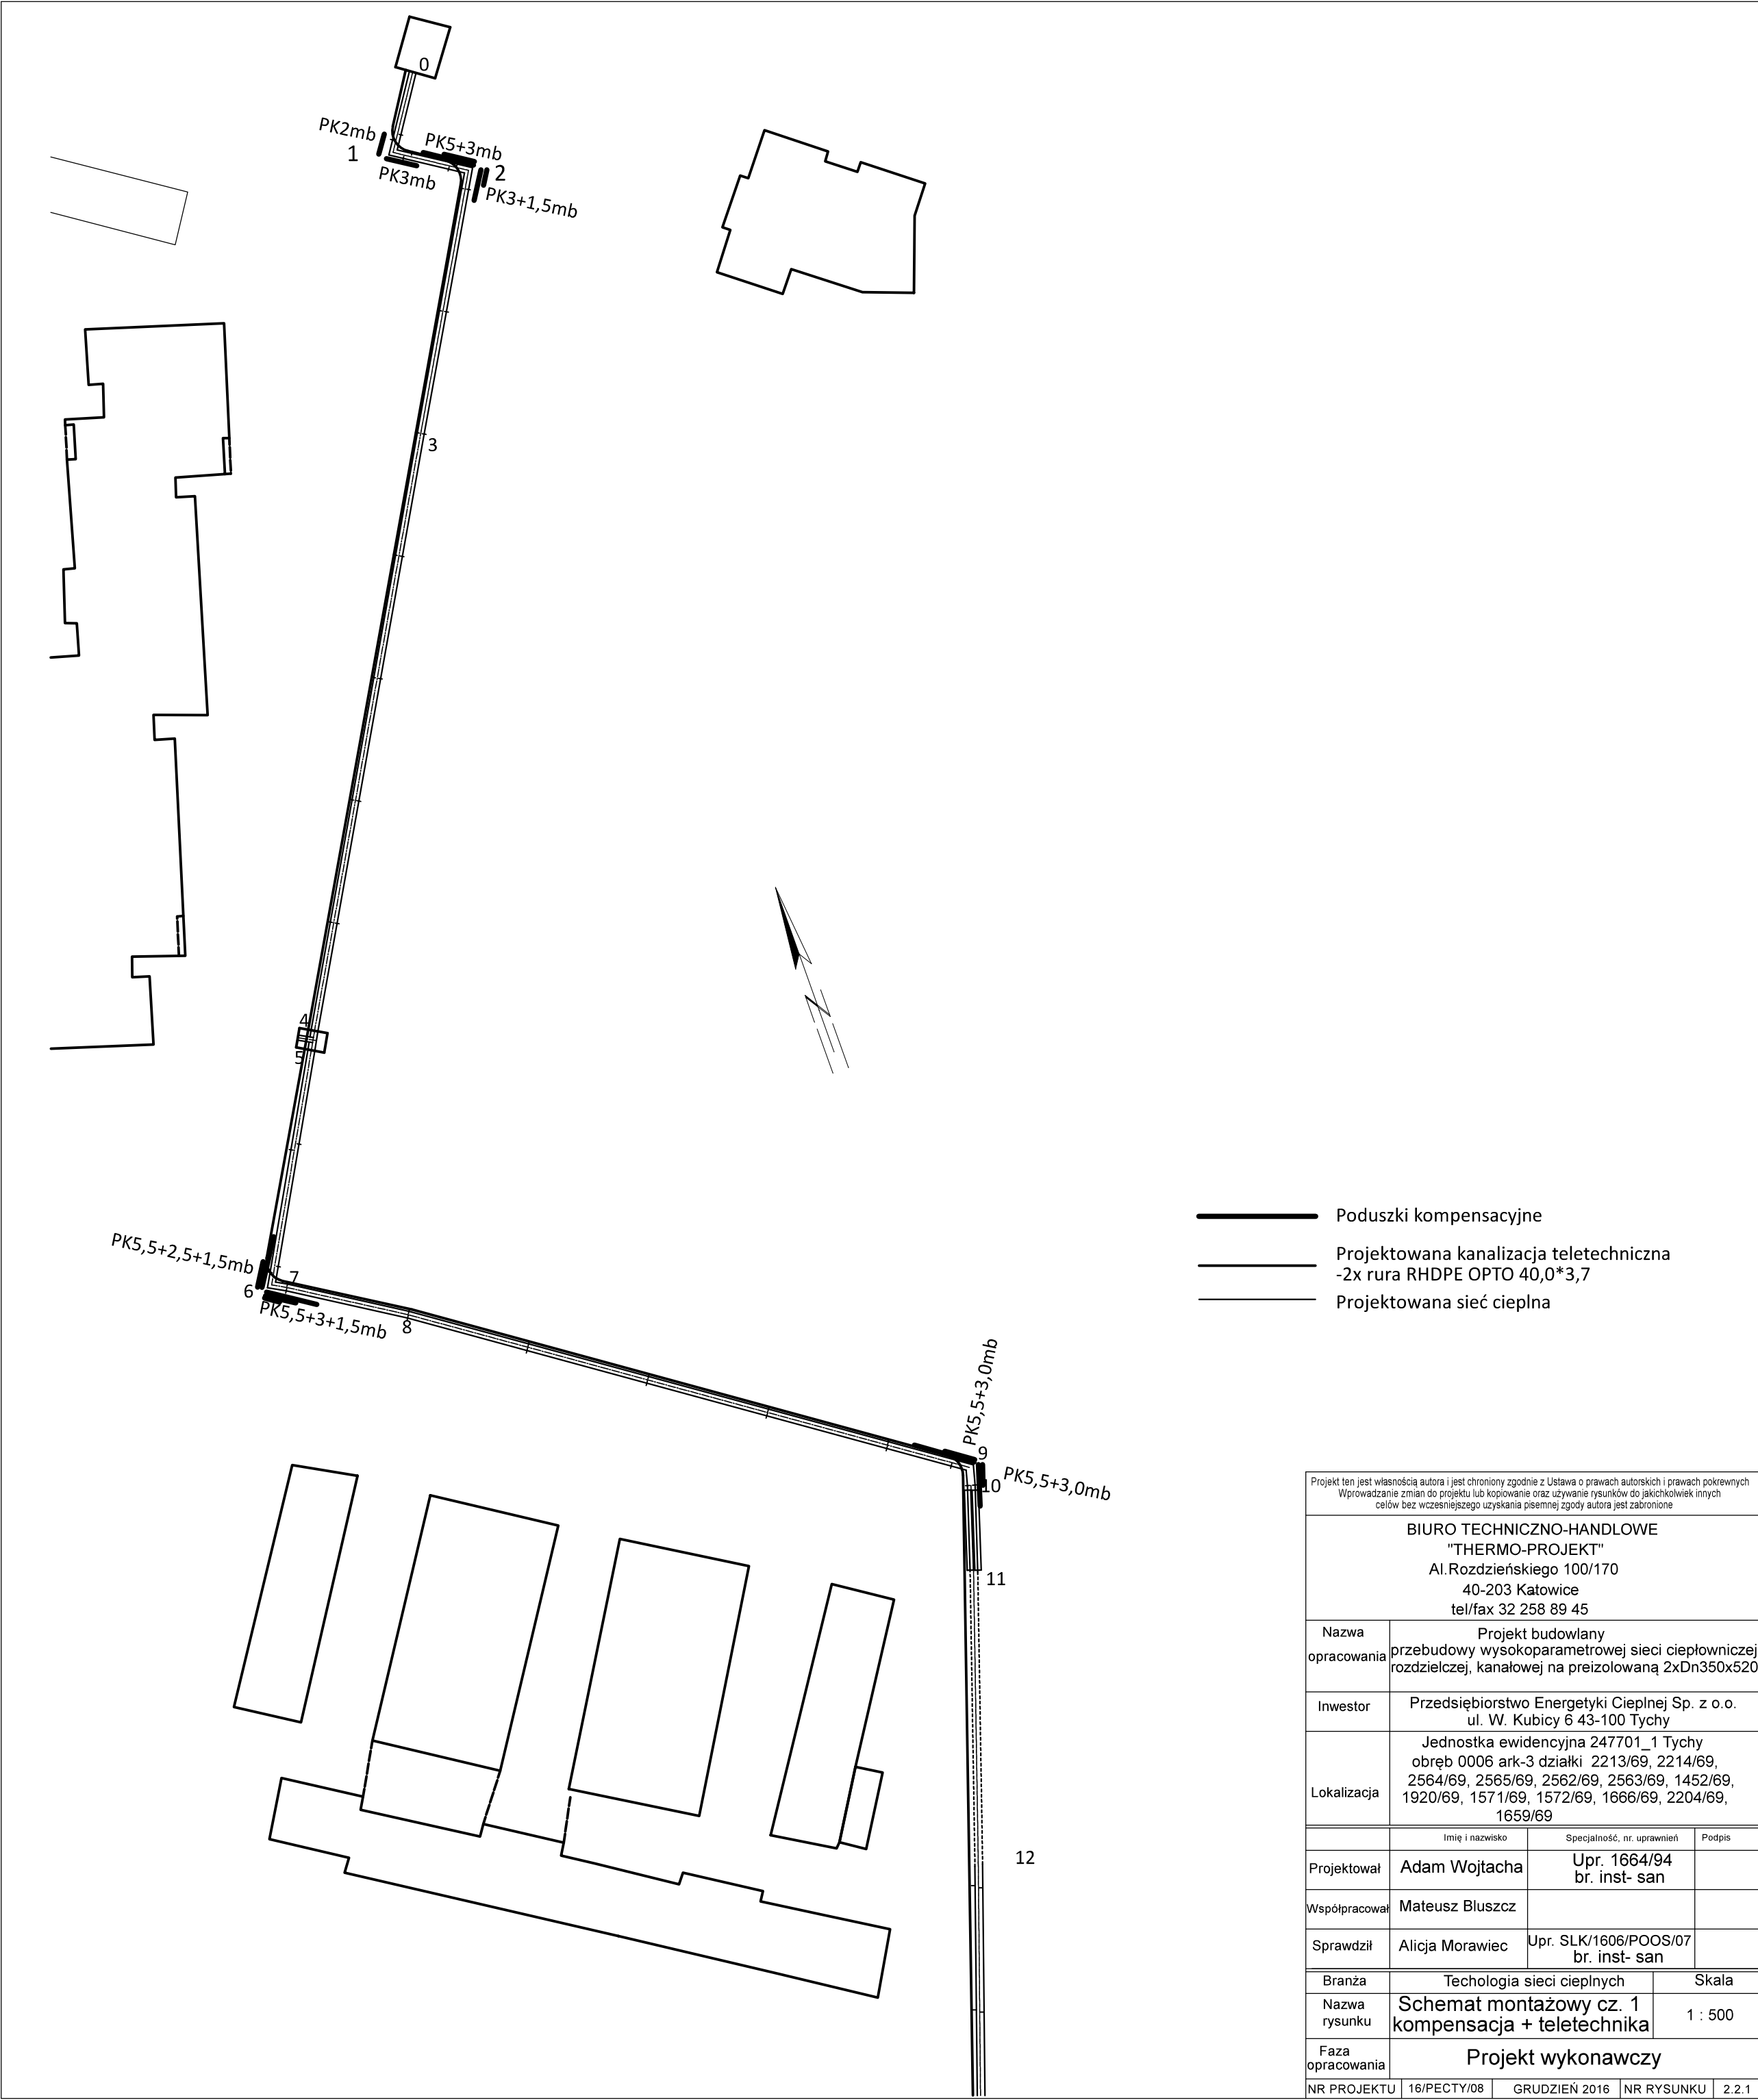 0
PK2mb
1
PK5+3mb
PK3mb
2
PK3+1,5mb
3
4
5
PK5,5+2,5+1,5mb
6
7
PK5,5+3+1,5mb
8
PK5,5+3,0mb
9
10
PK5,5+3,0mb
11
12
N
Poduszki kompensacyjne
Projektowana kanalizacja teletechniczna
-2x rura RHDPE OPTO 40,0*3,7
Projektowana sieć cieplna
Projekt ten jest własnością autora i jest chroniony zgodnie z Ustawa o prawach autorskich i prawach pokrewnych
Wprowadzanie zmian do projektu lub kopiowanie oraz używanie rysunków do jakichkolwiek innych
celów bez wczesniejszego uzyskania pisemnej zgody autora jest zabronione
BIURO TECHNICZNO-HANDLOWE
"THERMO-PROJEKT"
Al.Rozdzieńskiego 100/170
40-203 Katowice
tel/fax 32 258 89 45
Nazwa opracowania
Projekt budowlany
przebudowy wysokoparametrowej sieci ciepłowniczej
rozdzielczej, kanałowej na preizolowaną 2xDn350x520
Inwestor
Przedsiębiorstwo Energetyki Cieplnej Sp. z o.o.
ul. W. Kubicy 6 43-100 Tychy
Lokalizacja
Jednostka ewidencyjna 247701_1 Tychy
obręb 0006 ark-3 działki 2213/69, 2214/69,
2564/69, 2565/69, 2562/69, 2563/69, 1452/69,
1920/69, 1571/69, 1572/69, 1666/69, 2204/69,
1659/69
Imię i nazwisko Specjalność, nr. uprawnień Podpis
Projektował Adam Wojtacha Upr. 1664/94
br. inst- san
Współpracował Mateusz Bluszcz
Sprawdził Alicja Morawiec Upr. SLK/1606/POOS/07
br. inst- san
Branża Techologia sieci cieplnych Skala
Nazwa rysunku
Schemat montażowy cz. 1
kompensacja + teletechnika
1 : 500
Faza opracowania
Projekt wykonawczy
NR PROJEKTU 16/PECTY/08 GRUDZIEŃ 2016 NR RYSUNKU 2.2.1